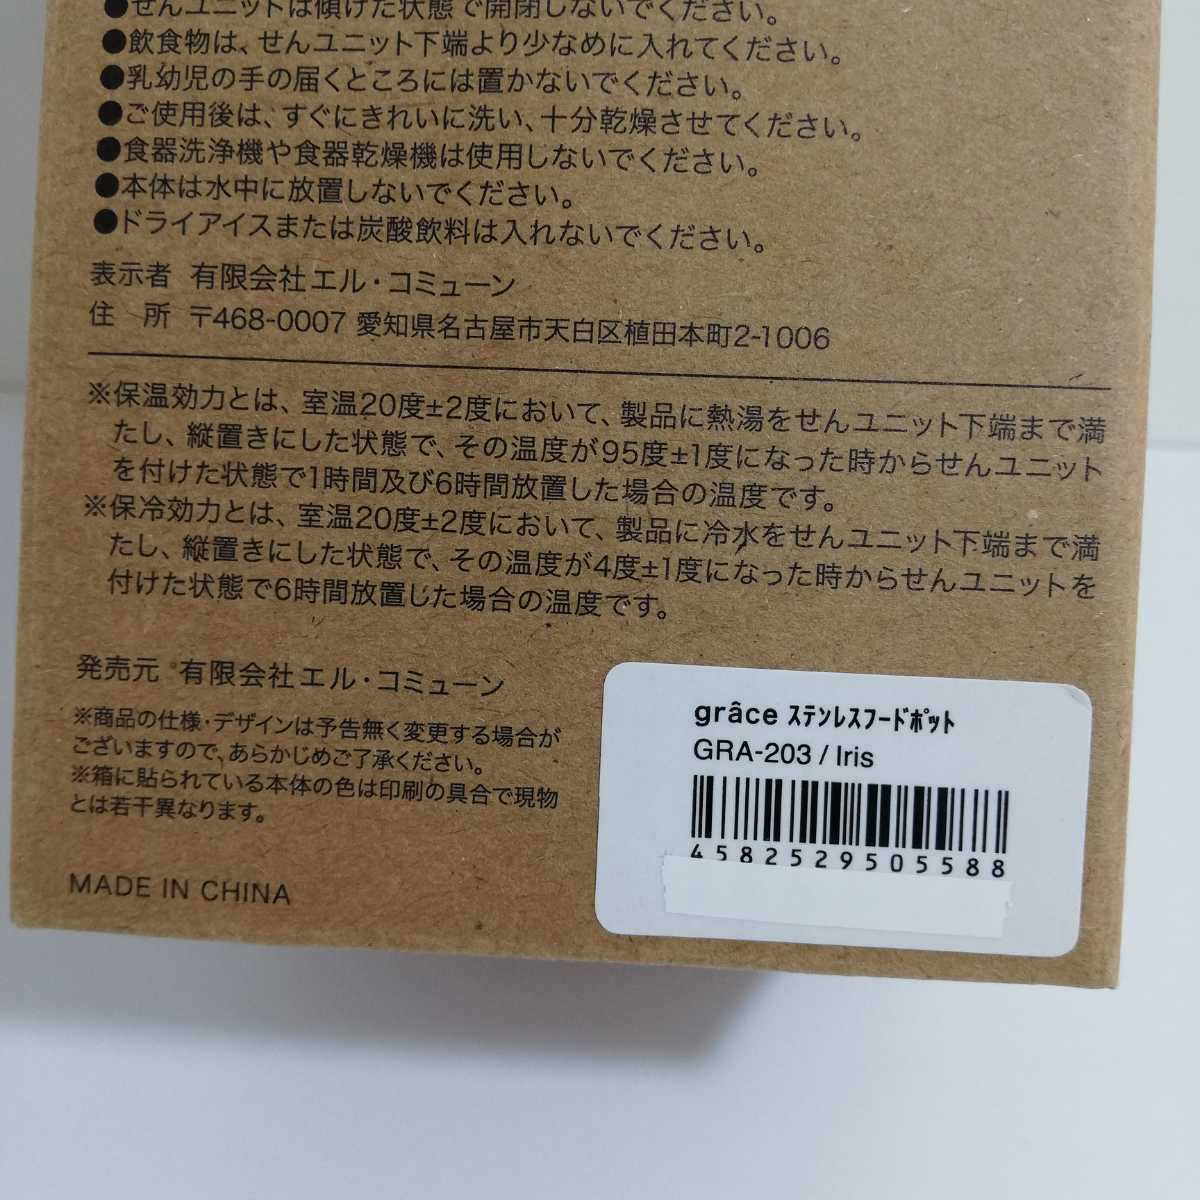 ●せんユニットは傾けた状態で開閉しないでください。
●飲食物は、せんユニット下端より少なめに入れてください。
●乳幼児の手の届くところには置かないでください。
●ご使用後は、すぐにきれいに洗い、十分乾燥させてください。
●食器洗浄機や食器乾燥機は使用しないでください。
●本体は水中に放置しないでください。
●ドライアイスまたは炭酸飲料は入れないでください。
表示者 有限会社エル・コミューン
住 所 〒468-0007 愛知県名古屋市天白区植田本町2-1006
※保温効力とは、室温20度±2度において、製品に熱湯をせんユニット下端まで満
たし、縦置きにした状態で、その温度が95度±1度になった時からせんユニット
を付けた状態で1時間及び6時間放置した場合の温度です。
※保冷効力とは、室温20度±2度において、製品に冷水をせんユニット下端まで満
たし、縦置きにした状態で、その温度が4度±1度になった時からせんユニットを
付けた状態で6時間放置した場合の温度です。
発売元 有限会社エル・コミューン
※商品の仕様・デザインは予告無く変更する場合が
ございますので、あらかじめご了承ください。
※箱に貼られている本体の色は印刷の具合で現物
とは若干異なります。
MADE IN CHINA
grâce ｽﾃﾝﾚｽﾌｰﾄﾞﾎﾟｯﾄ
GRA-203 / Iris
4582529505588